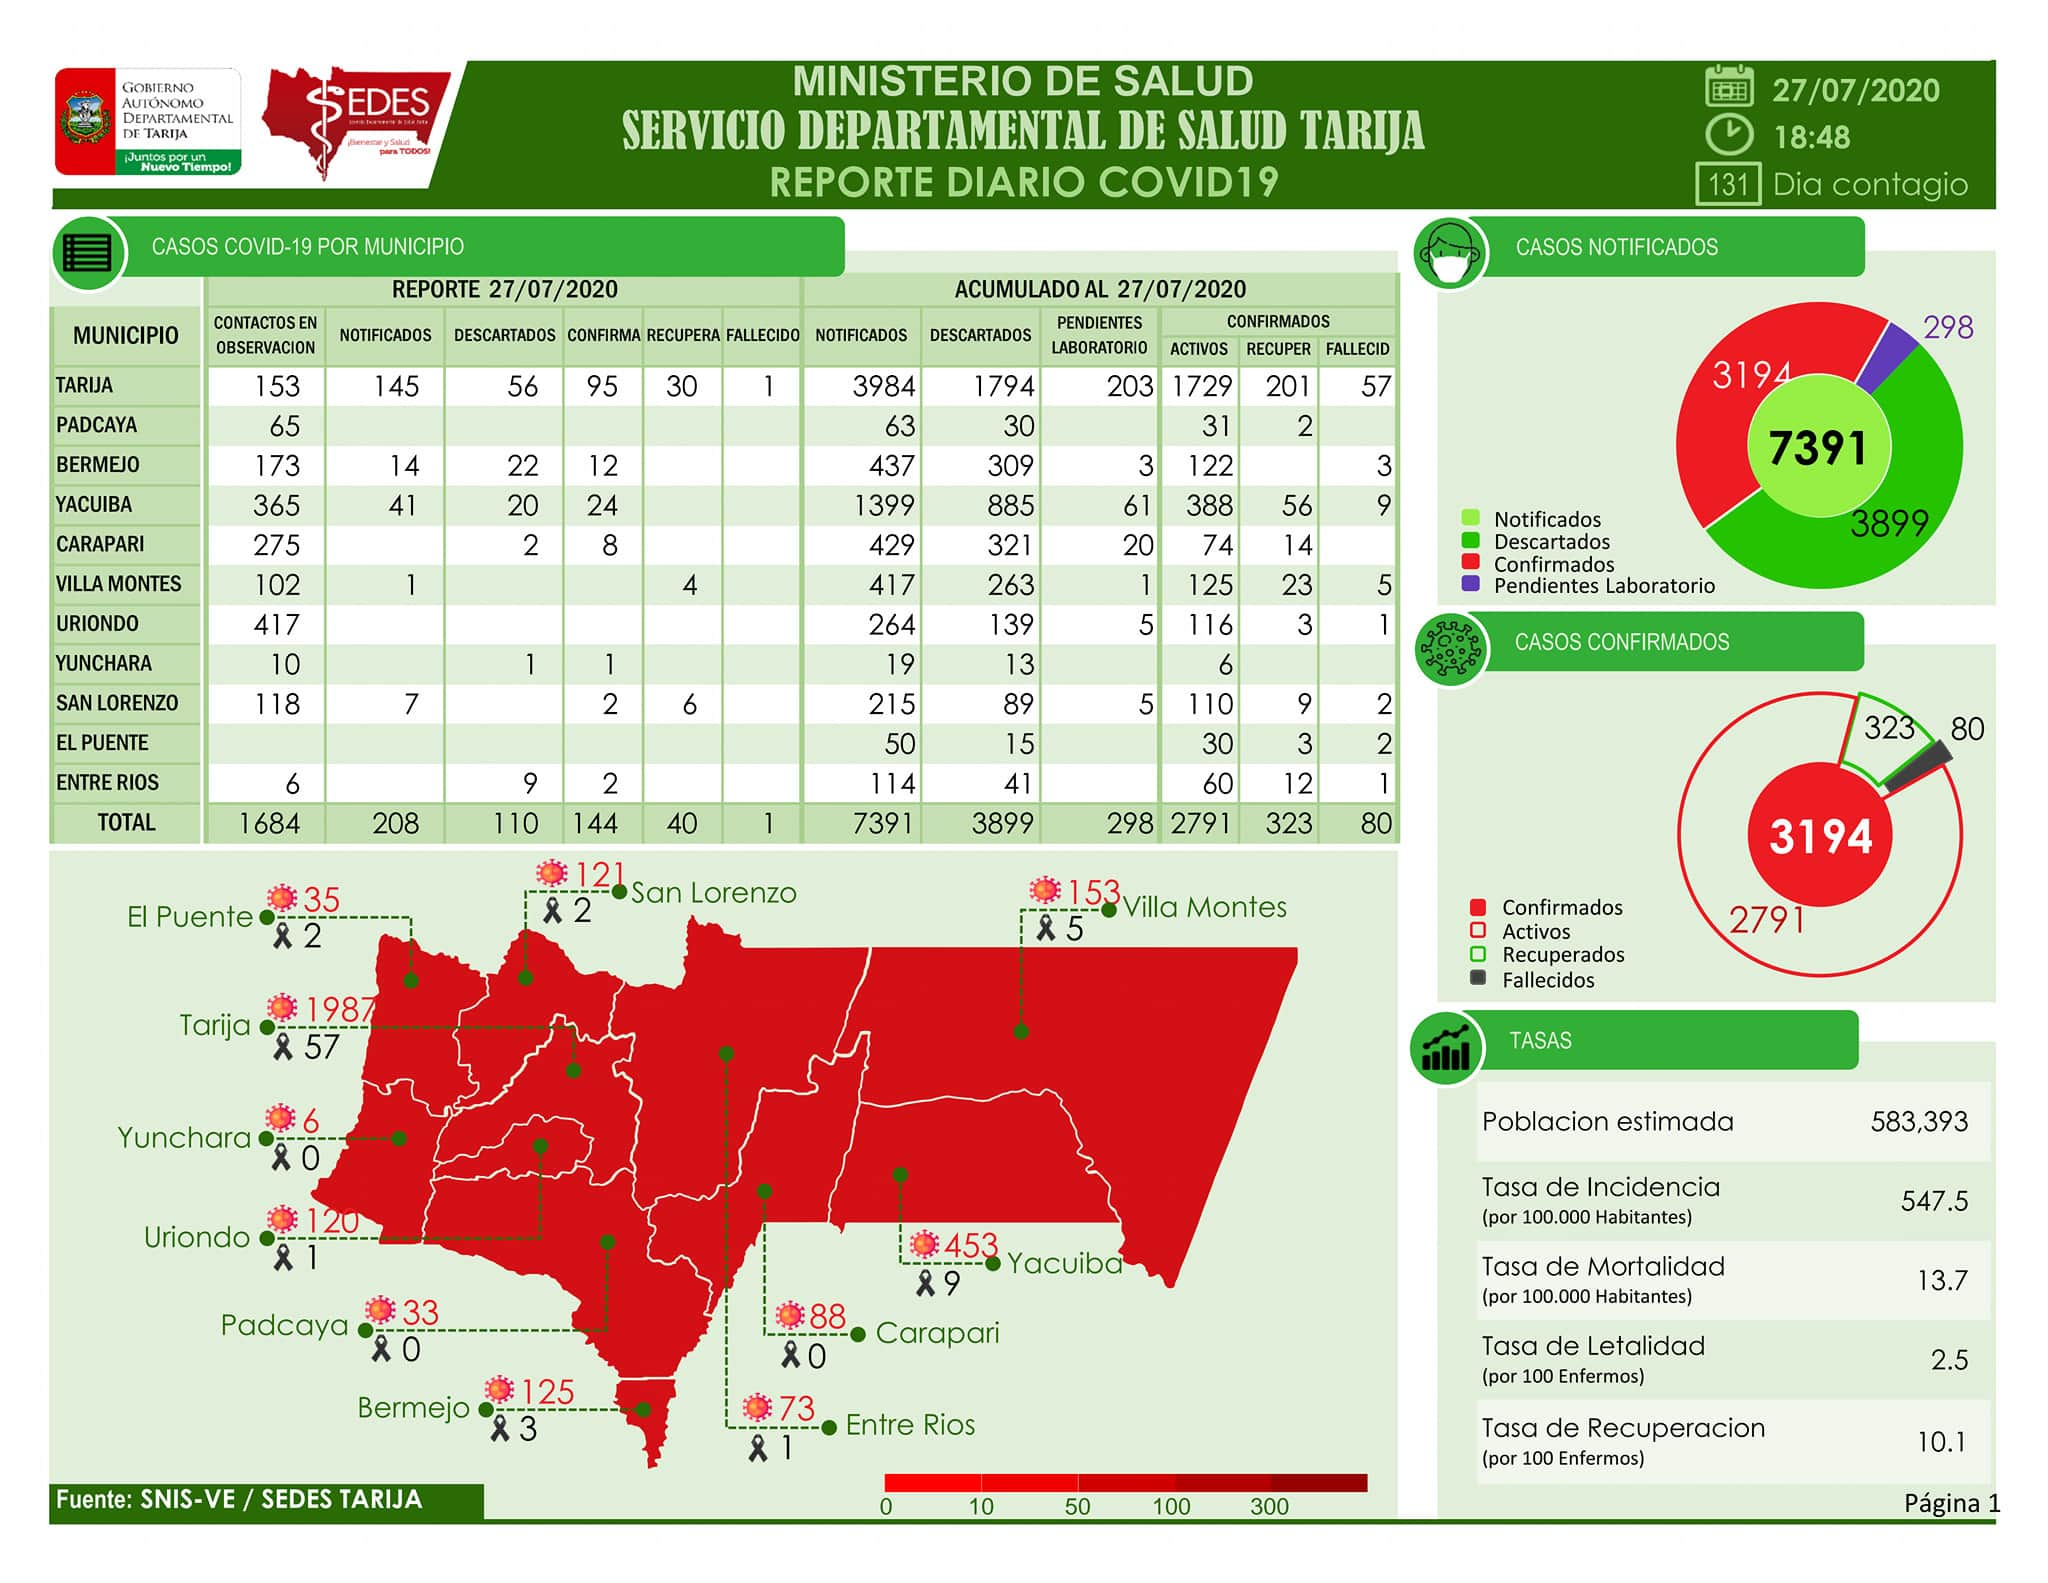 GOBIERNO
AUTÓNOMO
DEPARTAMENTAL
DE TARIJA
¡Juntos por un
Nuevo Tiempo!
SEDES
¡Bienestar y Salud
para TODOS!
MINISTERIO DE SALUD
SERVICIO DEPARTAMENTAL DE SALUD TARIJA
REPORTE DIARIO COVID19
27/07/2020
18:48
131 Dia contagio
CASOS COVID-19 POR MUNICIPIO
REPORTE 27/07/2020 ACUMULADO AL 27/07/2020
MUNICIPIO CONTACTOS EN OBSERVACION NOTIFICADOS DESCARTADOS CONFIRMA RECUPERA FALLECIDO NOTIFICADOS DESCARTADOS PENDIENTES LABORATORIO CONFIRMADOS
ACTIVOS RECUPER FALLECID
TARIJA 153 145 56 95 30 1 3984 1794 203 1729 201 57
PADCAYA 65 63 30 31 2
BERMEJO 173 14 22 12 437 309 3 122 3
YACUIBA 365 41 20 24 1399 885 61 388 56 9
CARAPARI 275 2 8 429 321 20 74 14
VILLA MONTES 102 1 4 417 263 1 125 23 5
URIONDO 417 264 139 5 116 3 1
YUNCHARA 10 1 1 19 13 6
SAN LORENZO 118 7 2 6 215 89 5 110 9 2
EL PUENTE 50 15 30 3 2
ENTRE RIOS 6 9 2 114 41 60 12 1
TOTAL 1684 208 110 144 40 1 7391 3899 298 2791 323 80
CASOS NOTIFICADOS
298
3194
7391
3899
Notificados
Descartados
Confirmados
Pendientes Laboratorio
CASOS CONFIRMADOS
323
80
3194
2791
Confirmados
Activos
Recuperados
Fallecidos
TASAS
Poblacion estimada 583,393
Tasa de Incidencia 547.5
(por 100.000 Habitantes)
Tasa de Mortalidad 13.7
(por 100.000 Habitantes)
Tasa de Letalidad 2.5
(por 100 Enfermos)
Tasa de Recuperacion 10.1
(por 100 Enfermos)
Página 1
El Puente 35
2
121 San Lorenzo
2
153 Villa Montes
5
Tarija 1987
57
Yunchara 6
0
Uriondo 120
1
Padcaya 33
0
Bermejo 125
3
453 Yacuiba
9
88 Carapari
0
73 Entre Rios
1
0 10 50 100 300
Fuente: SNIS-VE / SEDES TARIJA